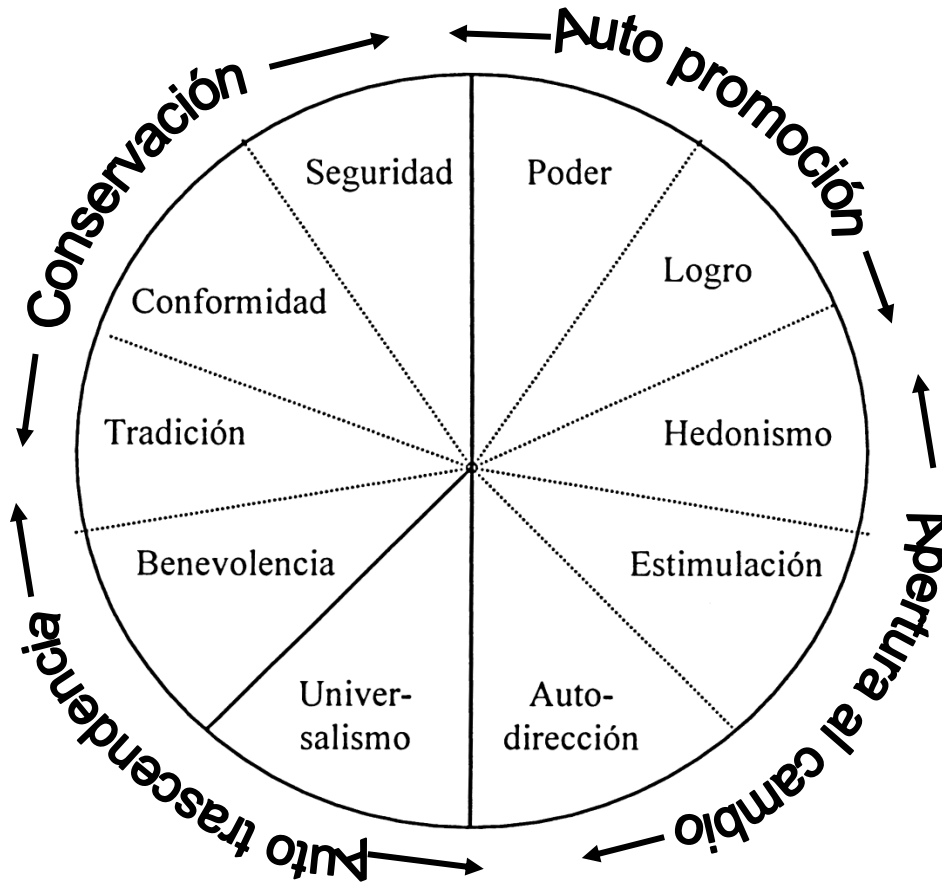 Auto promoción
Conservación
Seguridad
Poder
Logro
Conformidad
Tradición
Hedonismo
Benevolencia
Estimulación
Univer-
salismo
Auto-
dirección
Apertura al cambio
Auto trascendencia